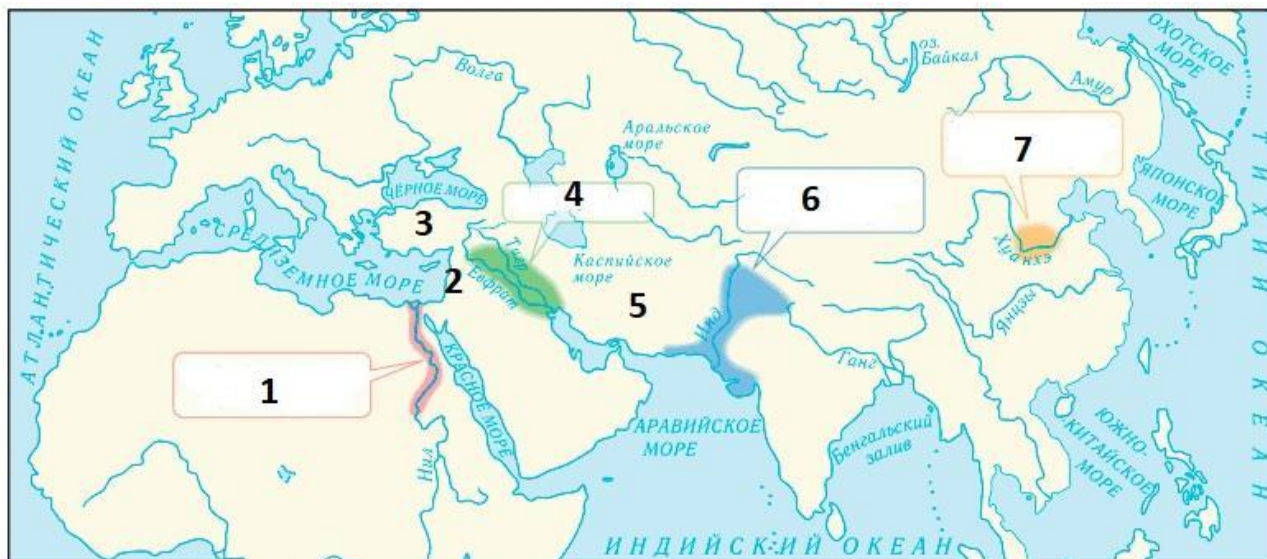 АТЛАНТИЧЕСКИЙ ОКЕАН
Волга
оз.
Байкал
Амур
ОХОТСКОЕ
МОРЕ
Аральское
море
7
ЯПОНСКОЕ
МОРЕ
ТИХИЙ ОКЕАН
ЧЁРНОЕ МОРЕ
4
6
3
СРЕДИЗЕМНОЕ МОРЕ
Тигр
Евфрат
Каспийское
море
2
5
Инд
Хуанхэ
Янцзы
1
КРАСНОЕ МОРЕ
Ганг
АРАВИЙСКОЕ
МОРЕ
Бенгальский
залив
ЮЖНО-
КИТАЙСКОЕ
МОРЕ
Ц
Нил
ИНДИЙСКИЙ ОКЕАН